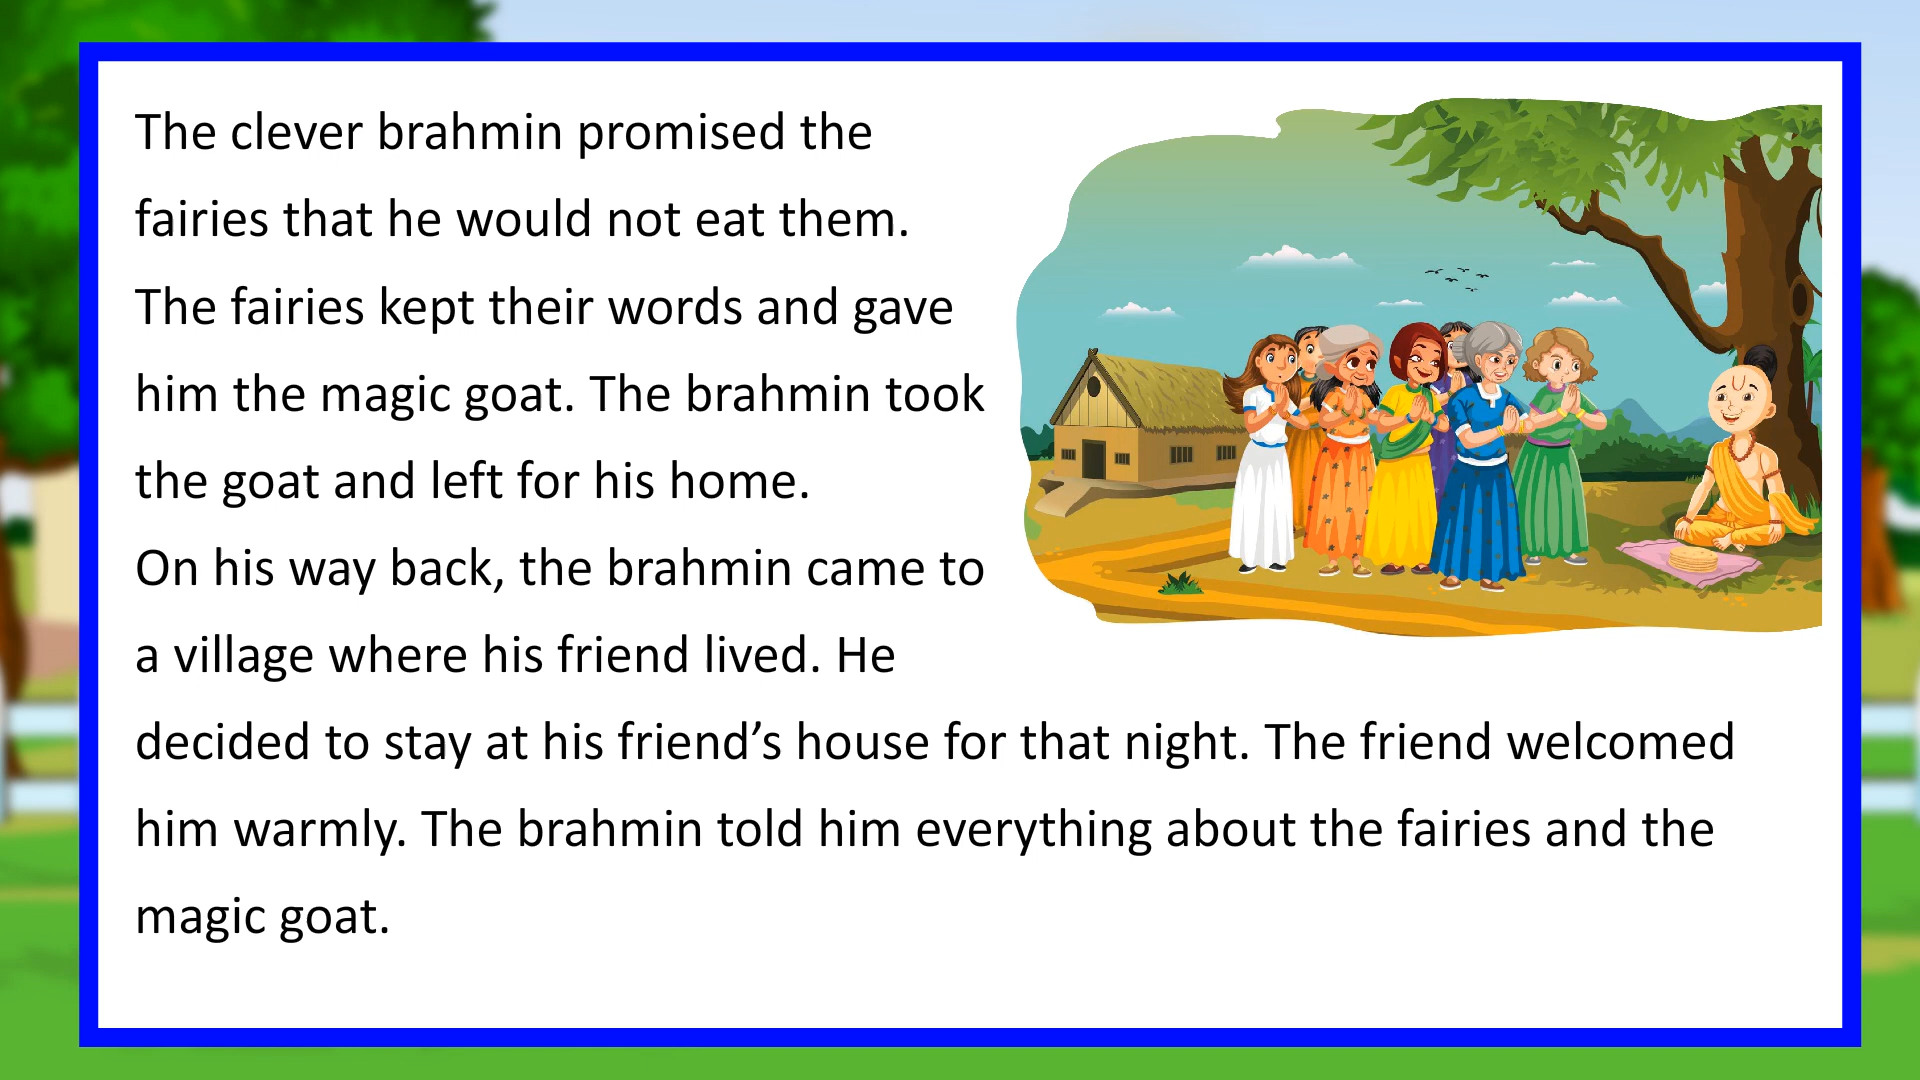 The clever brahmin promised the
fairies that he would not eat them.
The fairies kept their words and gave
him the magic goat. The brahmin took
the goat and left for his home.
On his way back, the brahmin came to
a village where his friend lived. He
decided to stay at his friend’s house for that night. The friend welcomed
him warmly. The brahmin told him everything about the fairies and the
magic goat.